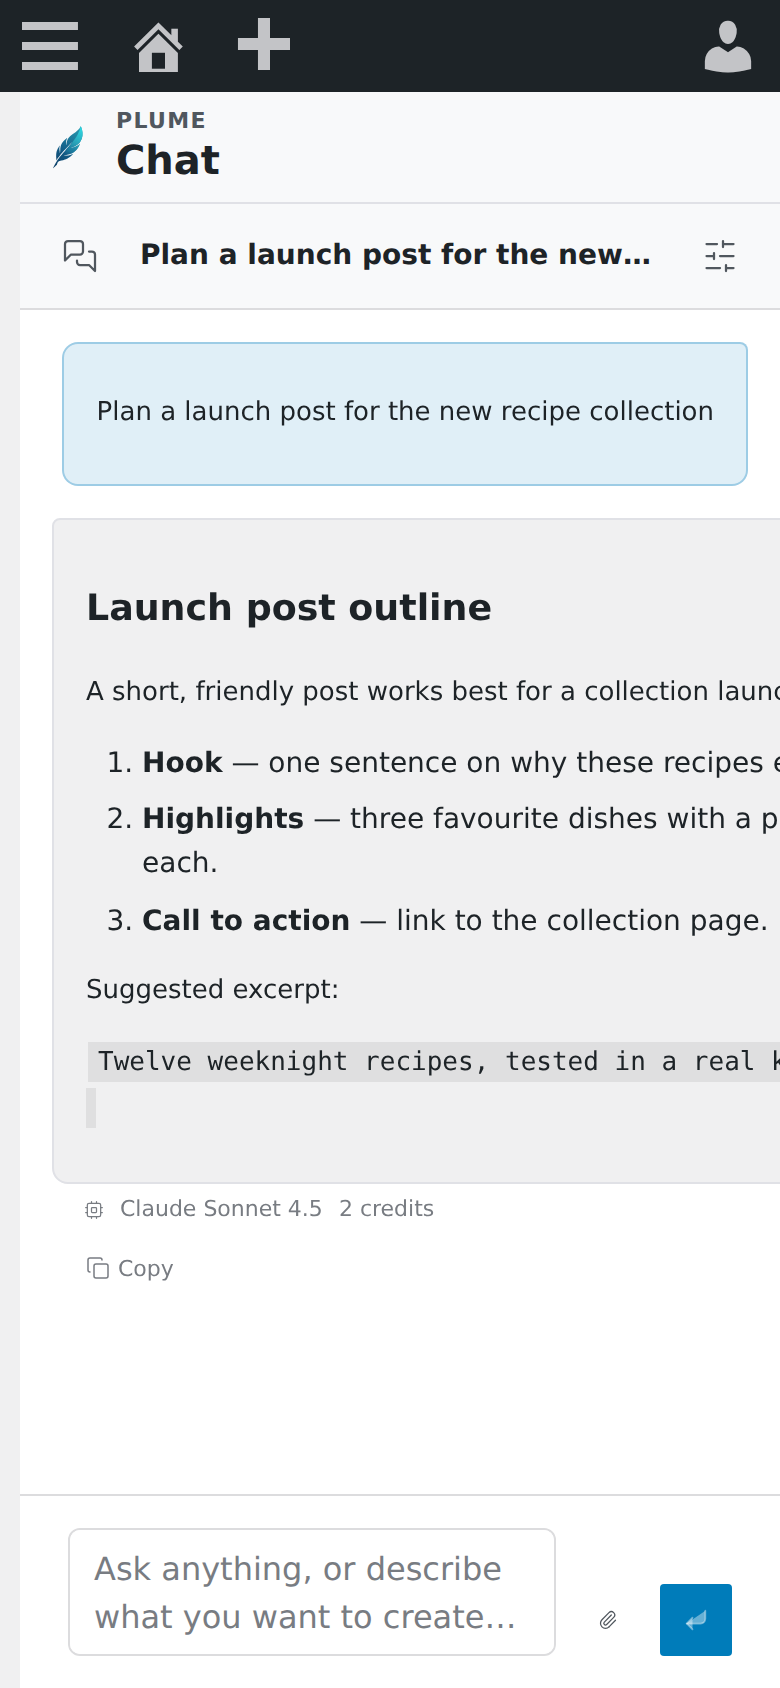 PLUME
Chat
Plan a launch post for the new...
Plan a launch post for the new recipe collection
Launch post outline
A short, friendly post works best for a collection
1. Hook — one sentence on why these recipes
2. Highlights — three favourite dishes with a
each.
3. Call to action — link to the collection page.
Suggested excerpt:
Twelve weeknight recipes, tested in a real
Claude Sonnet 4.5 2 credits
Copy
Ask anything, or describe
what you want to create...